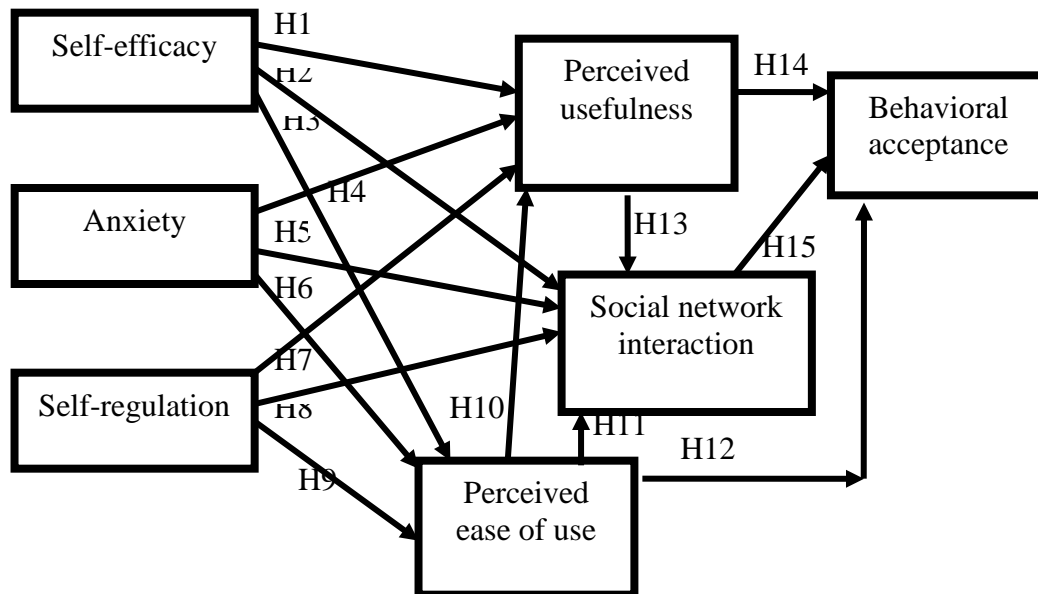 Self-efficacy
H1
H2
H3
Perceived
usefulness
H14
Behavioral
acceptance
Anxiety
H4
H5
H6
H13
H15
Social network
interaction
Self-regulation
H7
H8
H9
H10
H11
H12
Perceived
ease of use